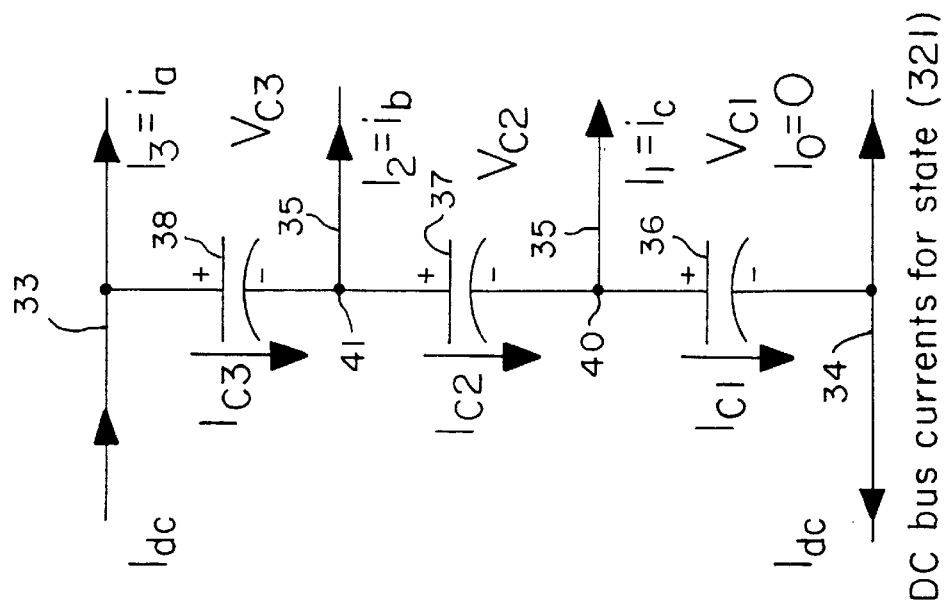 33
I3 = ia
38
+
-
VC3
IC3
35
I2 = ib
41
37
+
-
VC2
IC2
35
I1 = ic
40
36
+
-
VC1
IC1
I0 = 0
34
Idc
Idc
DC bus currents for state (321)